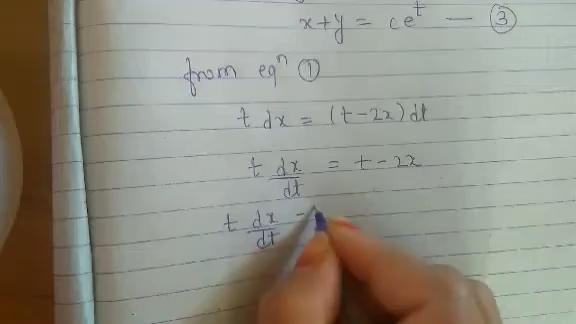 x+y = ce^t — ③
from eqⁿ ①
t dx = (t-2x)dt
t dx/dt = t-2x
t dx/dt